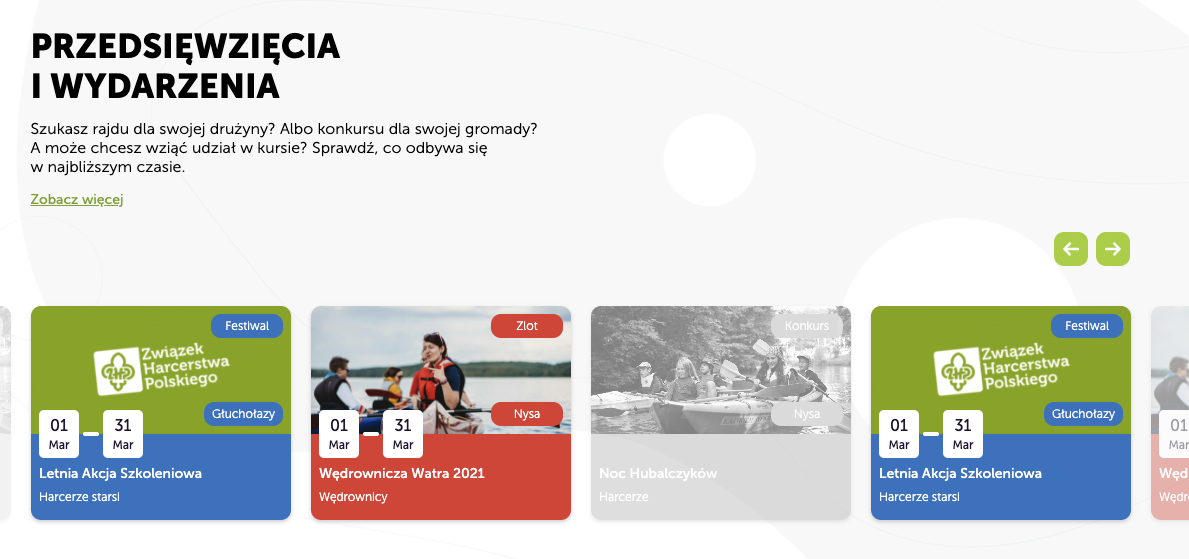 PRZEDSIĘWZIĘCIA
I WYDARZENIA
Szukasz rajdu dla swojej drużyny? Albo konkursu dla swojej gromady?
A może chcesz wziąć udział w kursie? Sprawdź, co odbywa się
w najbliższym czasie.
Zobacz więcej
Festiwal
Związek
Harcerstwa
Polskiego
Głuchołazy
01
Mar
31
Mar
Letnia Akcja Szkoleniowa
Harcerze starsi
Zlot
Nysa
01
Mar
31
Mar
Wędrownicza Watra 2021
Wędrownicy
Konkurs
Nysa
Noc Hubalczyków
Harcerze
Festiwal
Związek
Harcerstwa
Polskiego
Głuchołazy
01
Mar
31
Mar
Letnia Akcja Szkoleniowa
Harcerze starsi
01
Mar